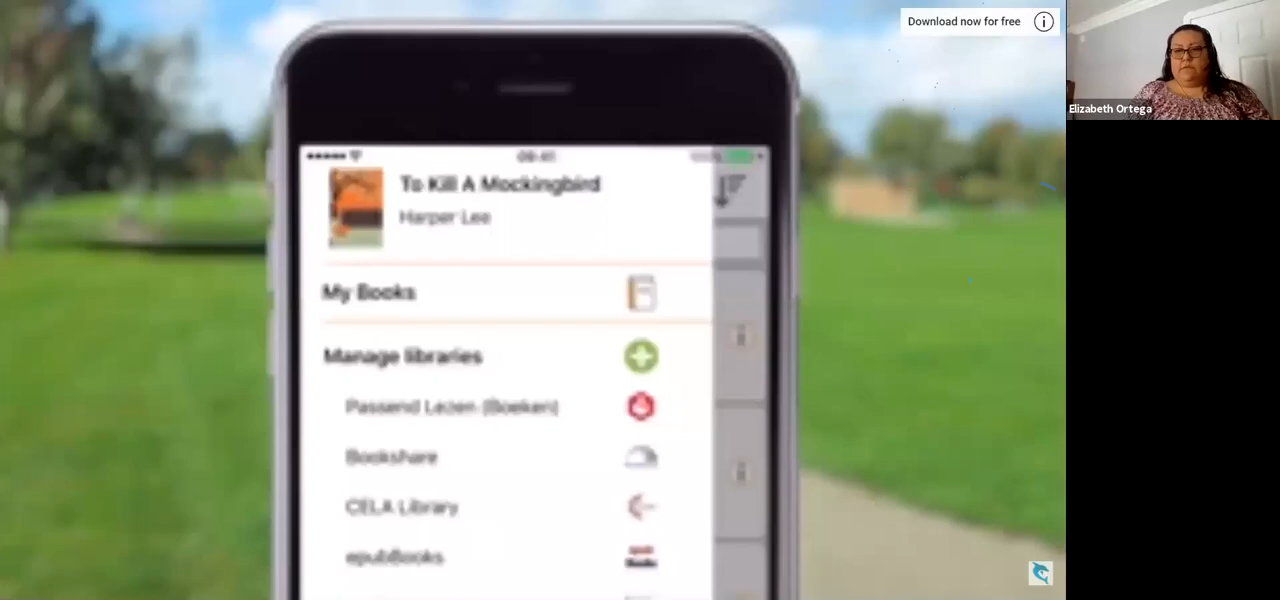 Download now for free
Elizabeth Ortega
To Kill A Mockingbird
Harper Lee
My Books
Manage libraries
Passend Lezen (Boeken)
Bookshare
CELA Library
epubBooks